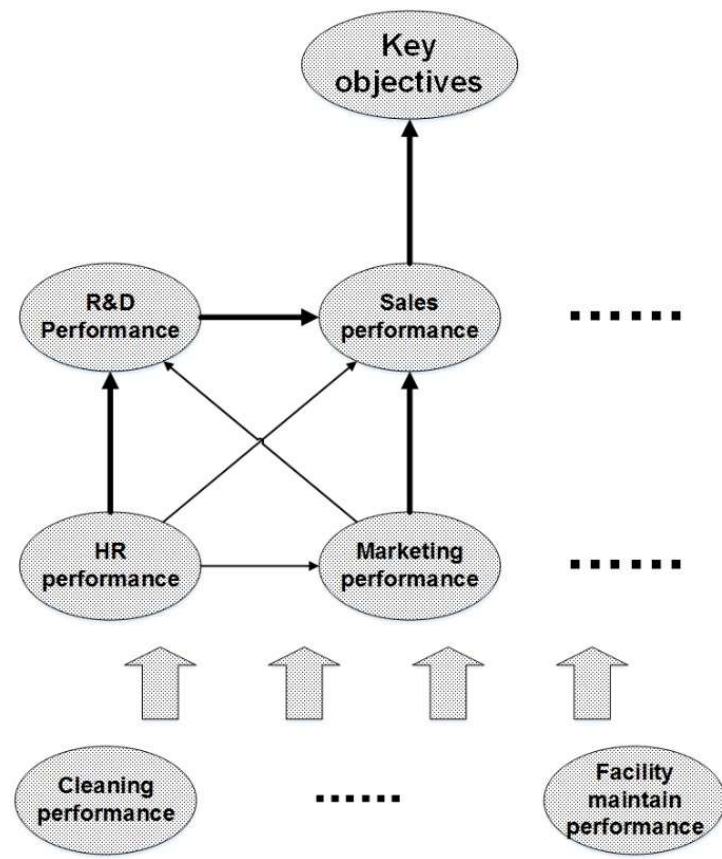 Key
objectives
R&D
Performance
Sales
performance
HR
performance
Marketing
performance
Cleaning
performance
Facility
maintain
performance